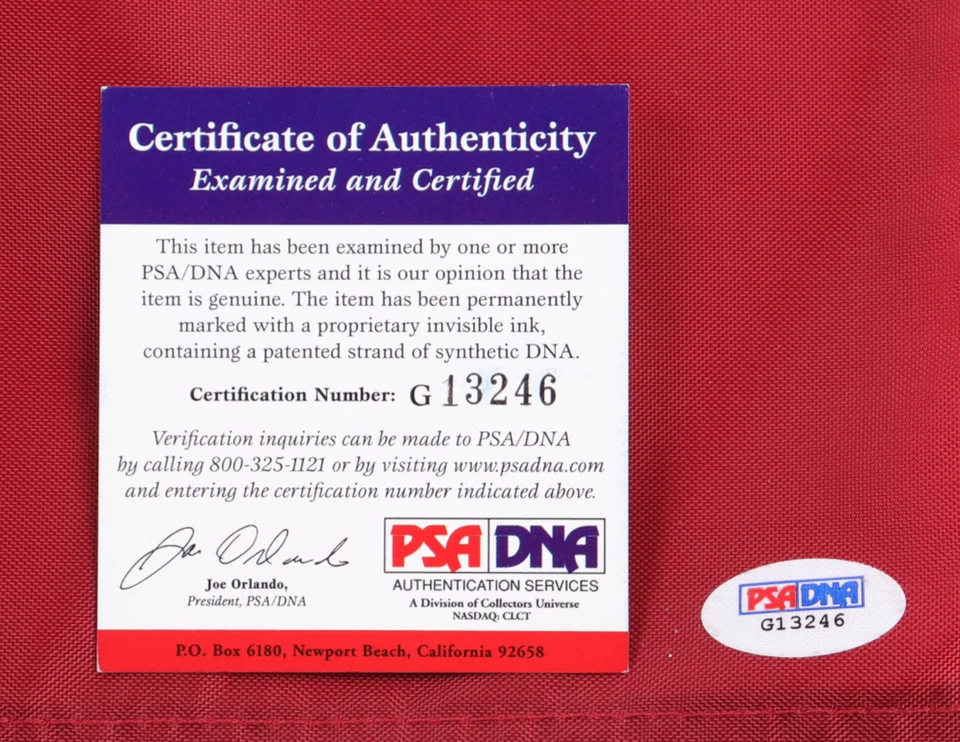 Certificate of Authenticity
Examined and Certified
This item has been examined by one or more
PSA/DNA experts and it is our opinion that the
item is genuine. The item has been permanently
marked with a proprietary invisible ink,
containing a patented strand of synthetic DNA.
Certification Number: G 13246
Verification inquiries can be made to PSA/DNA
by calling 800-325-1121 or by visiting www.psadna.com
and entering the certification number indicated above.
Joe Orlando
Joe Orlando,
President, PSA/DNA
PSA DNA
AUTHENTICATION SERVICES
A Division of Collectors Universe
NASDAQ: CLCT
P.O. Box 6180, Newport Beach, California 92658
PSA DNA
G13246